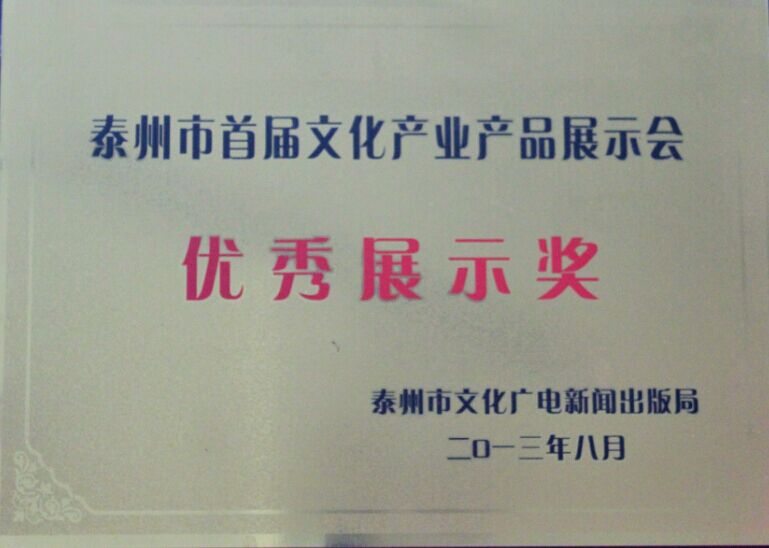 泰州市首届文化产业产品展示会
优秀展示奖
泰州市文化广电新闻出版局
二0一三年八月